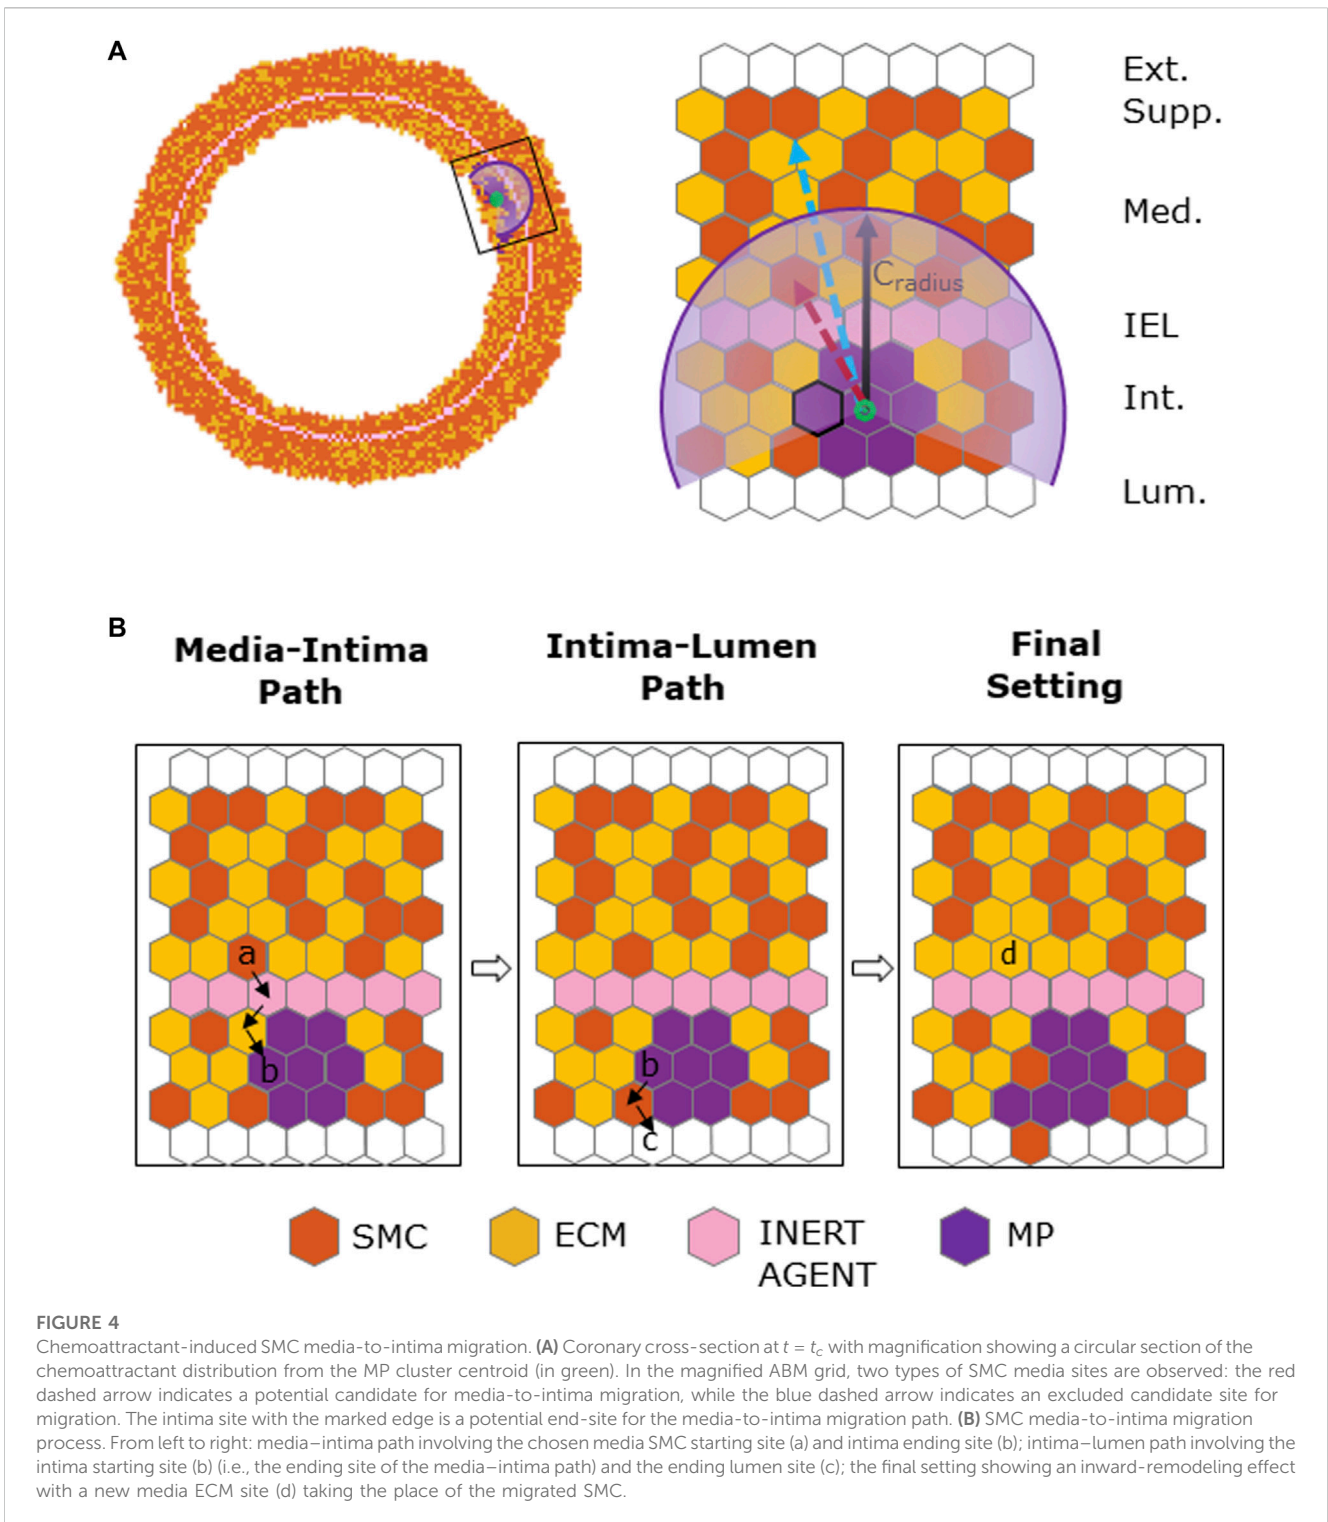 A
Ext.
Supp.
Med.
C_radius
IEL
Int.
Lum.
B
Media-Intima
Path
Intima-Lumen
Path
Final
Setting
a
b
b
c
d
SMC
ECM
INERT
AGENT
MP
FIGURE 4
Chemoattractant-induced SMC media-to-intima migration. (A) Coronary cross-section at t = t_c with magnification showing a circular section of the
chemoattractant distribution from the MP cluster centroid (in green). In the magnified ABM grid, two types of SMC media sites are observed: the red
dashed arrow indicates a potential candidate for media-to-intima migration, while the blue dashed arrow indicates an excluded candidate site for
migration. The intima site with the marked edge is a potential end-site for the media-to-intima migration path. (B) SMC media-to-intima migration
process. From left to right: media–intima path involving the chosen media SMC starting site (a) and intima ending site (b); intima–lumen path involving the
intima starting site (b) (i.e., the ending site of the media–intima path) and the ending lumen site (c); the final setting showing an inward-remodeling effect
with a new media ECM site (d) taking the place of the migrated SMC.